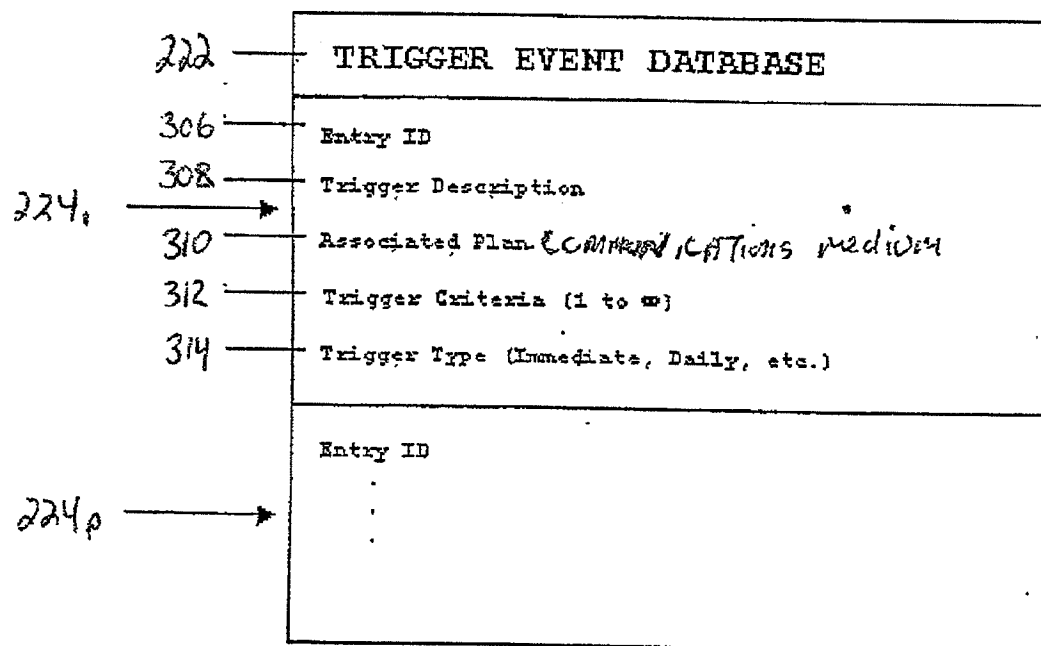 222 TRIGGER EVENT DATABASE
306 Entry ID
308 Trigger Description
224₁
310 Associated Plan & COMMUNICATIONS medium
312 Trigger Criteria (1 to ∞)
314 Trigger Type (Immediate, Daily, etc.)
Entry ID
224ₚ